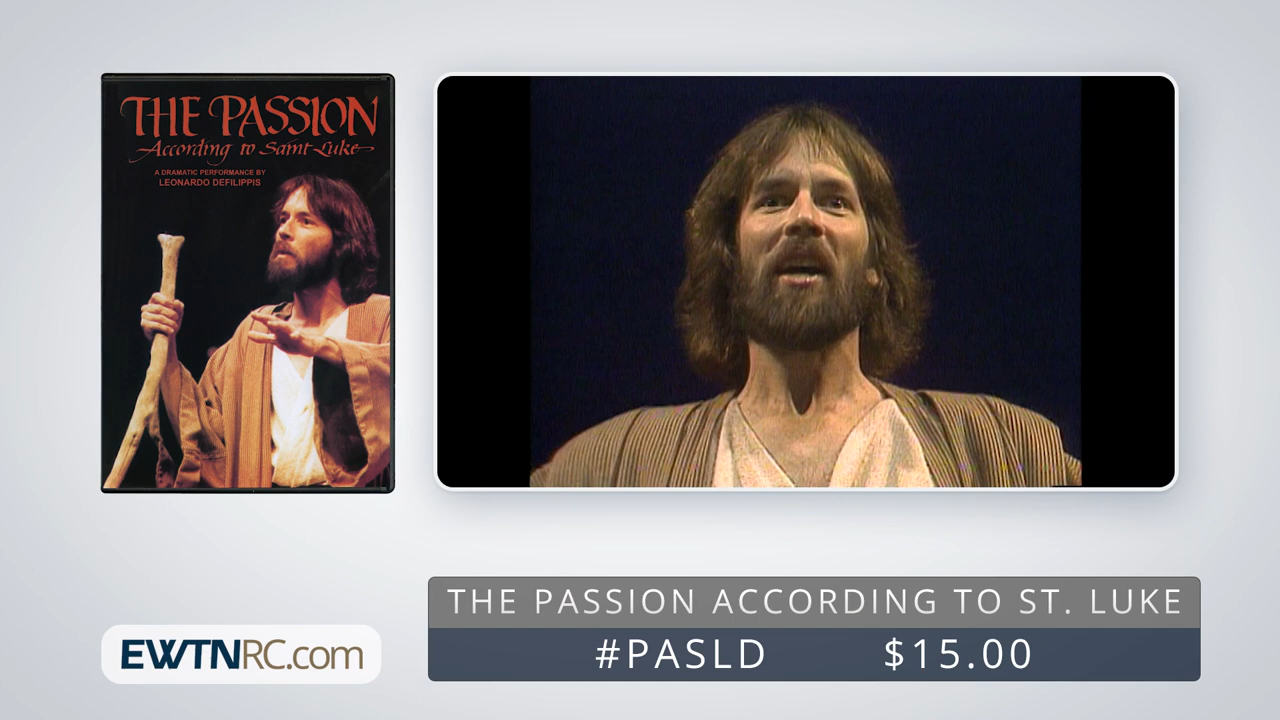 THE PASSION
According to Saint Luke
A DRAMATIC PERFORMANCE BY
LEONARDO DEFILIPPIS
THE PASSION ACCORDING TO ST. LUKE
#PASLD $15.00
EWTNRC.com